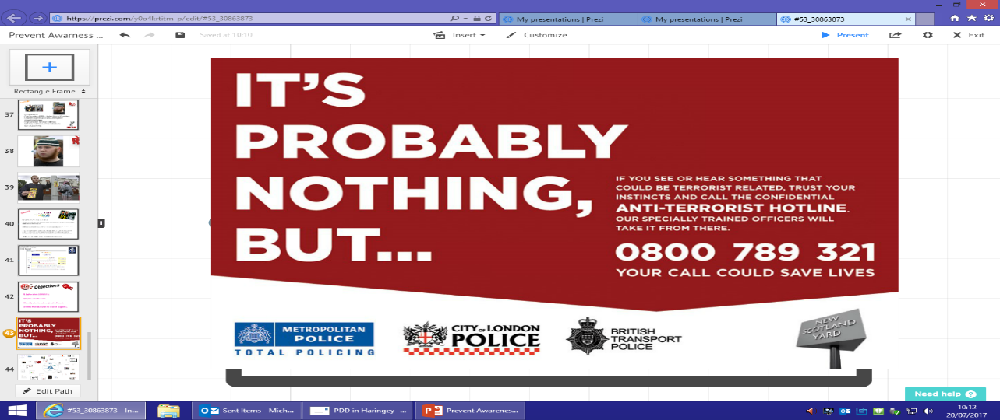 https://prezi.com/y0o4krtitrm-p/edit/#53_30863873
My presentations | Prezi
My presentations | Prezi
#53_30863873
Prevent Awarness ...
Saved at 10:10
Insert
Customize
Present
Exit
Rectangle Frame
37
38
39
40
41
42
Objectives
43
IT'S
PROBABLY
NOTHING,
BUT...
44
Edit Path
IT'S
PROBABLY
NOTHING,
BUT...
IF YOU SEE OR HEAR SOMETHING THAT
COULD BE TERRORIST RELATED, TRUST YOUR
INSTINCTS AND CALL THE CONFIDENTIAL
ANTI-TERRORIST HOTLINE.
OUR SPECIALLY TRAINED OFFICERS WILL
TAKE IT FROM THERE.
0800 789 321
YOUR CALL COULD SAVE LIVES
METROPOLITAN
POLICE
TOTAL POLICING
CITY OF LONDON
POLICE
BRITISH
TRANSPORT
POLICE
NEW
SCOTLAND
YARD
Need help ?
#53_30863873 - In...
Sent Items - Mich...
PDD in Haringey -...
Prevent Awarenes...
10:12
20/07/2017